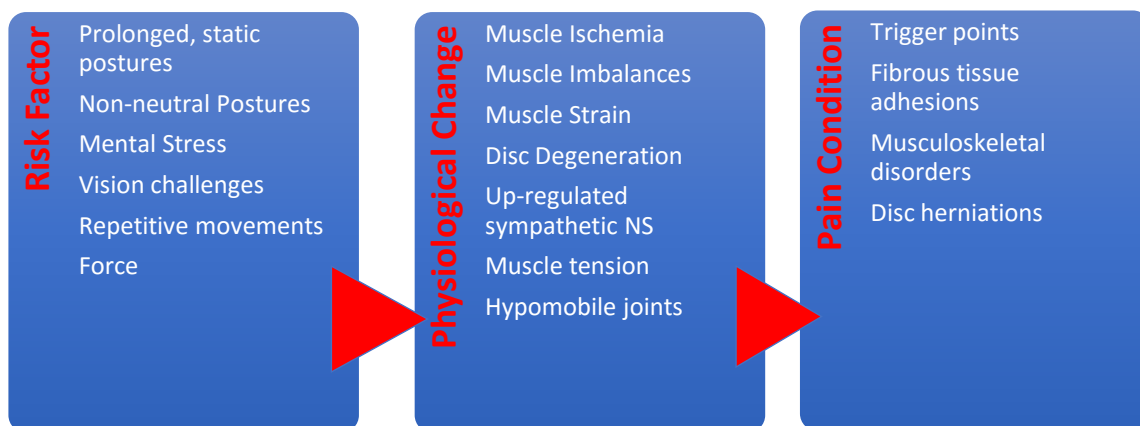 Risk Factor
Prolonged, static
postures
Non-neutral Postures
Mental Stress
Vision challenges
Repetitive movements
Force
Physiological Change
Muscle Ischemia
Muscle Imbalances
Muscle Strain
Disc Degeneration
Up-regulated
sympathetic NS
Muscle tension
Hypomobile joints
Pain Condition
Trigger points
Fibrous tissue
adhesions
Musculoskeletal
disorders
Disc herniations